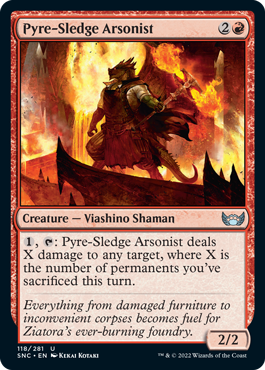 Pyre-Sledge Arsonist 2
Creature — Viashino Shaman
1, : Pyre-Sledge Arsonist deals
X damage to any target, where X is
the number of permanents you've
sacrificed this turn.
Everything from damaged furniture to
inconvenient corpses becomes fuel for
Ziatora's ever-burning foundry.
2/2
118/281 U
SNC • EN KEKAI KOTAKI
™ & © 2022 Wizards of the Coast